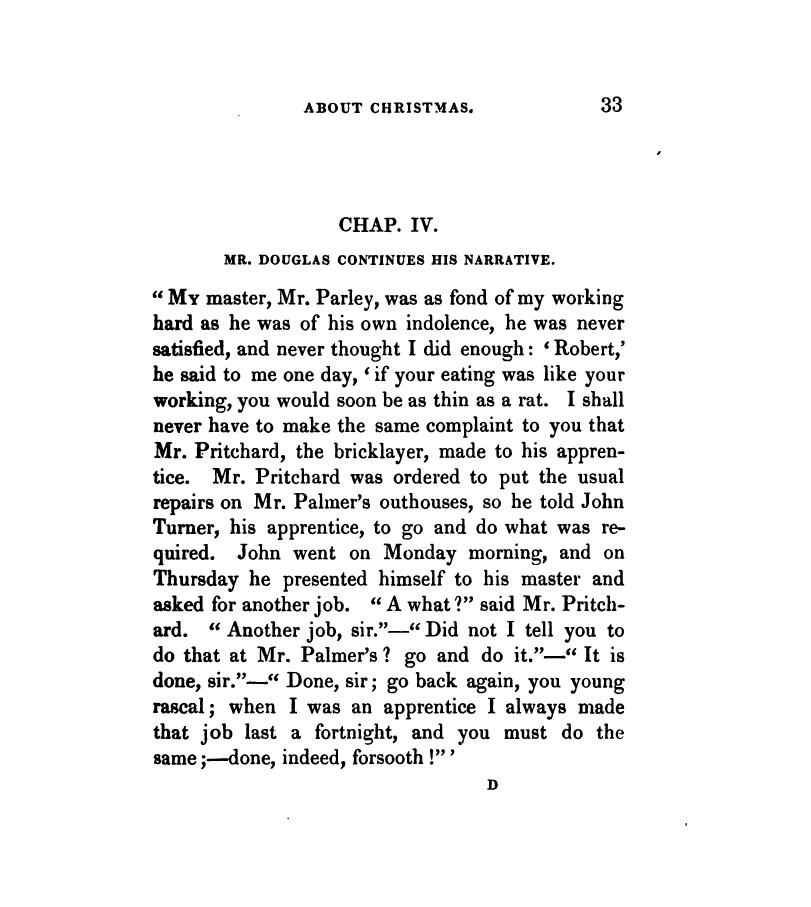 ABOUT CHRISTMAS. 33
CHAP. IV.
MR. DOUGLAS CONTINUES HIS NARRATIVE.
“ MY master, Mr. Parley, was as fond of my working
hard as he was of his own indolence, he was never
satisfied, and never thought I did enough: ‘ Robert,’
he said to me one day, ‘ if your eating was like your
working, you would soon be as thin as a rat. I shall
never have to make the same complaint to you that
Mr. Pritchard, the bricklayer, made to his appren-
tice. Mr. Pritchard was ordered to put the usual
repairs on Mr. Palmer’s outhouses, so he told John
Turner, his apprentice, to go and do what was re-
quired. John went on Monday morning, and on
Thursday he presented himself to his master and
asked for another job. “ A what?” said Mr. Pritch-
ard. “ Another job, sir.”—“ Did not I tell you to
do that at Mr. Palmer’s? go and do it.”—“ It is
done, sir.”—“ Done, sir; go back again, you young
rascal; when I was an apprentice I always made
that job last a fortnight, and you must do the
same;—done, indeed, forsooth!” ’
D